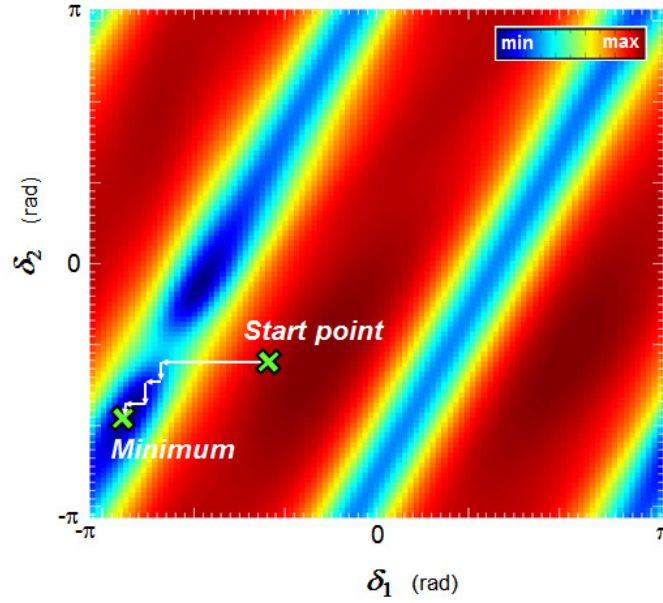 π
min max
δ2 (rad)
0
Start point
Minimum
-π
-π 0 π
δ1 (rad)